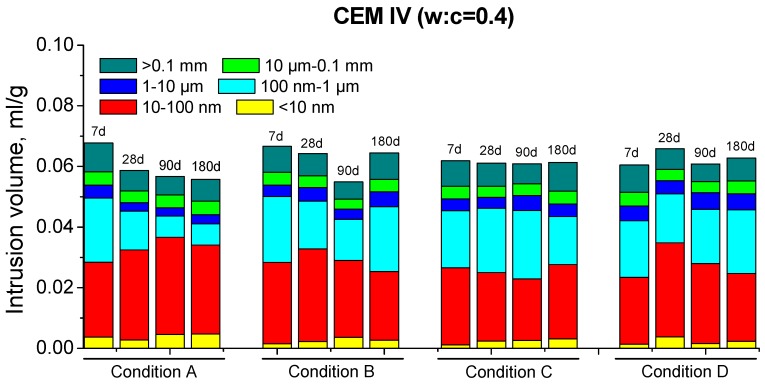 CEM IV (w:c=0.4)
Intrusion volume, ml/g
0.10
0.08
0.06
0.04
0.02
0.00
>0.1 mm 10 µm-0.1 mm
1-10 µm 100 nm-1 µm
10-100 nm <10 nm
7d 28d 90d 180d
7d 28d 90d 180d
7d 28d 90d 180d
7d 28d 90d 180d
Condition A Condition B Condition C Condition D